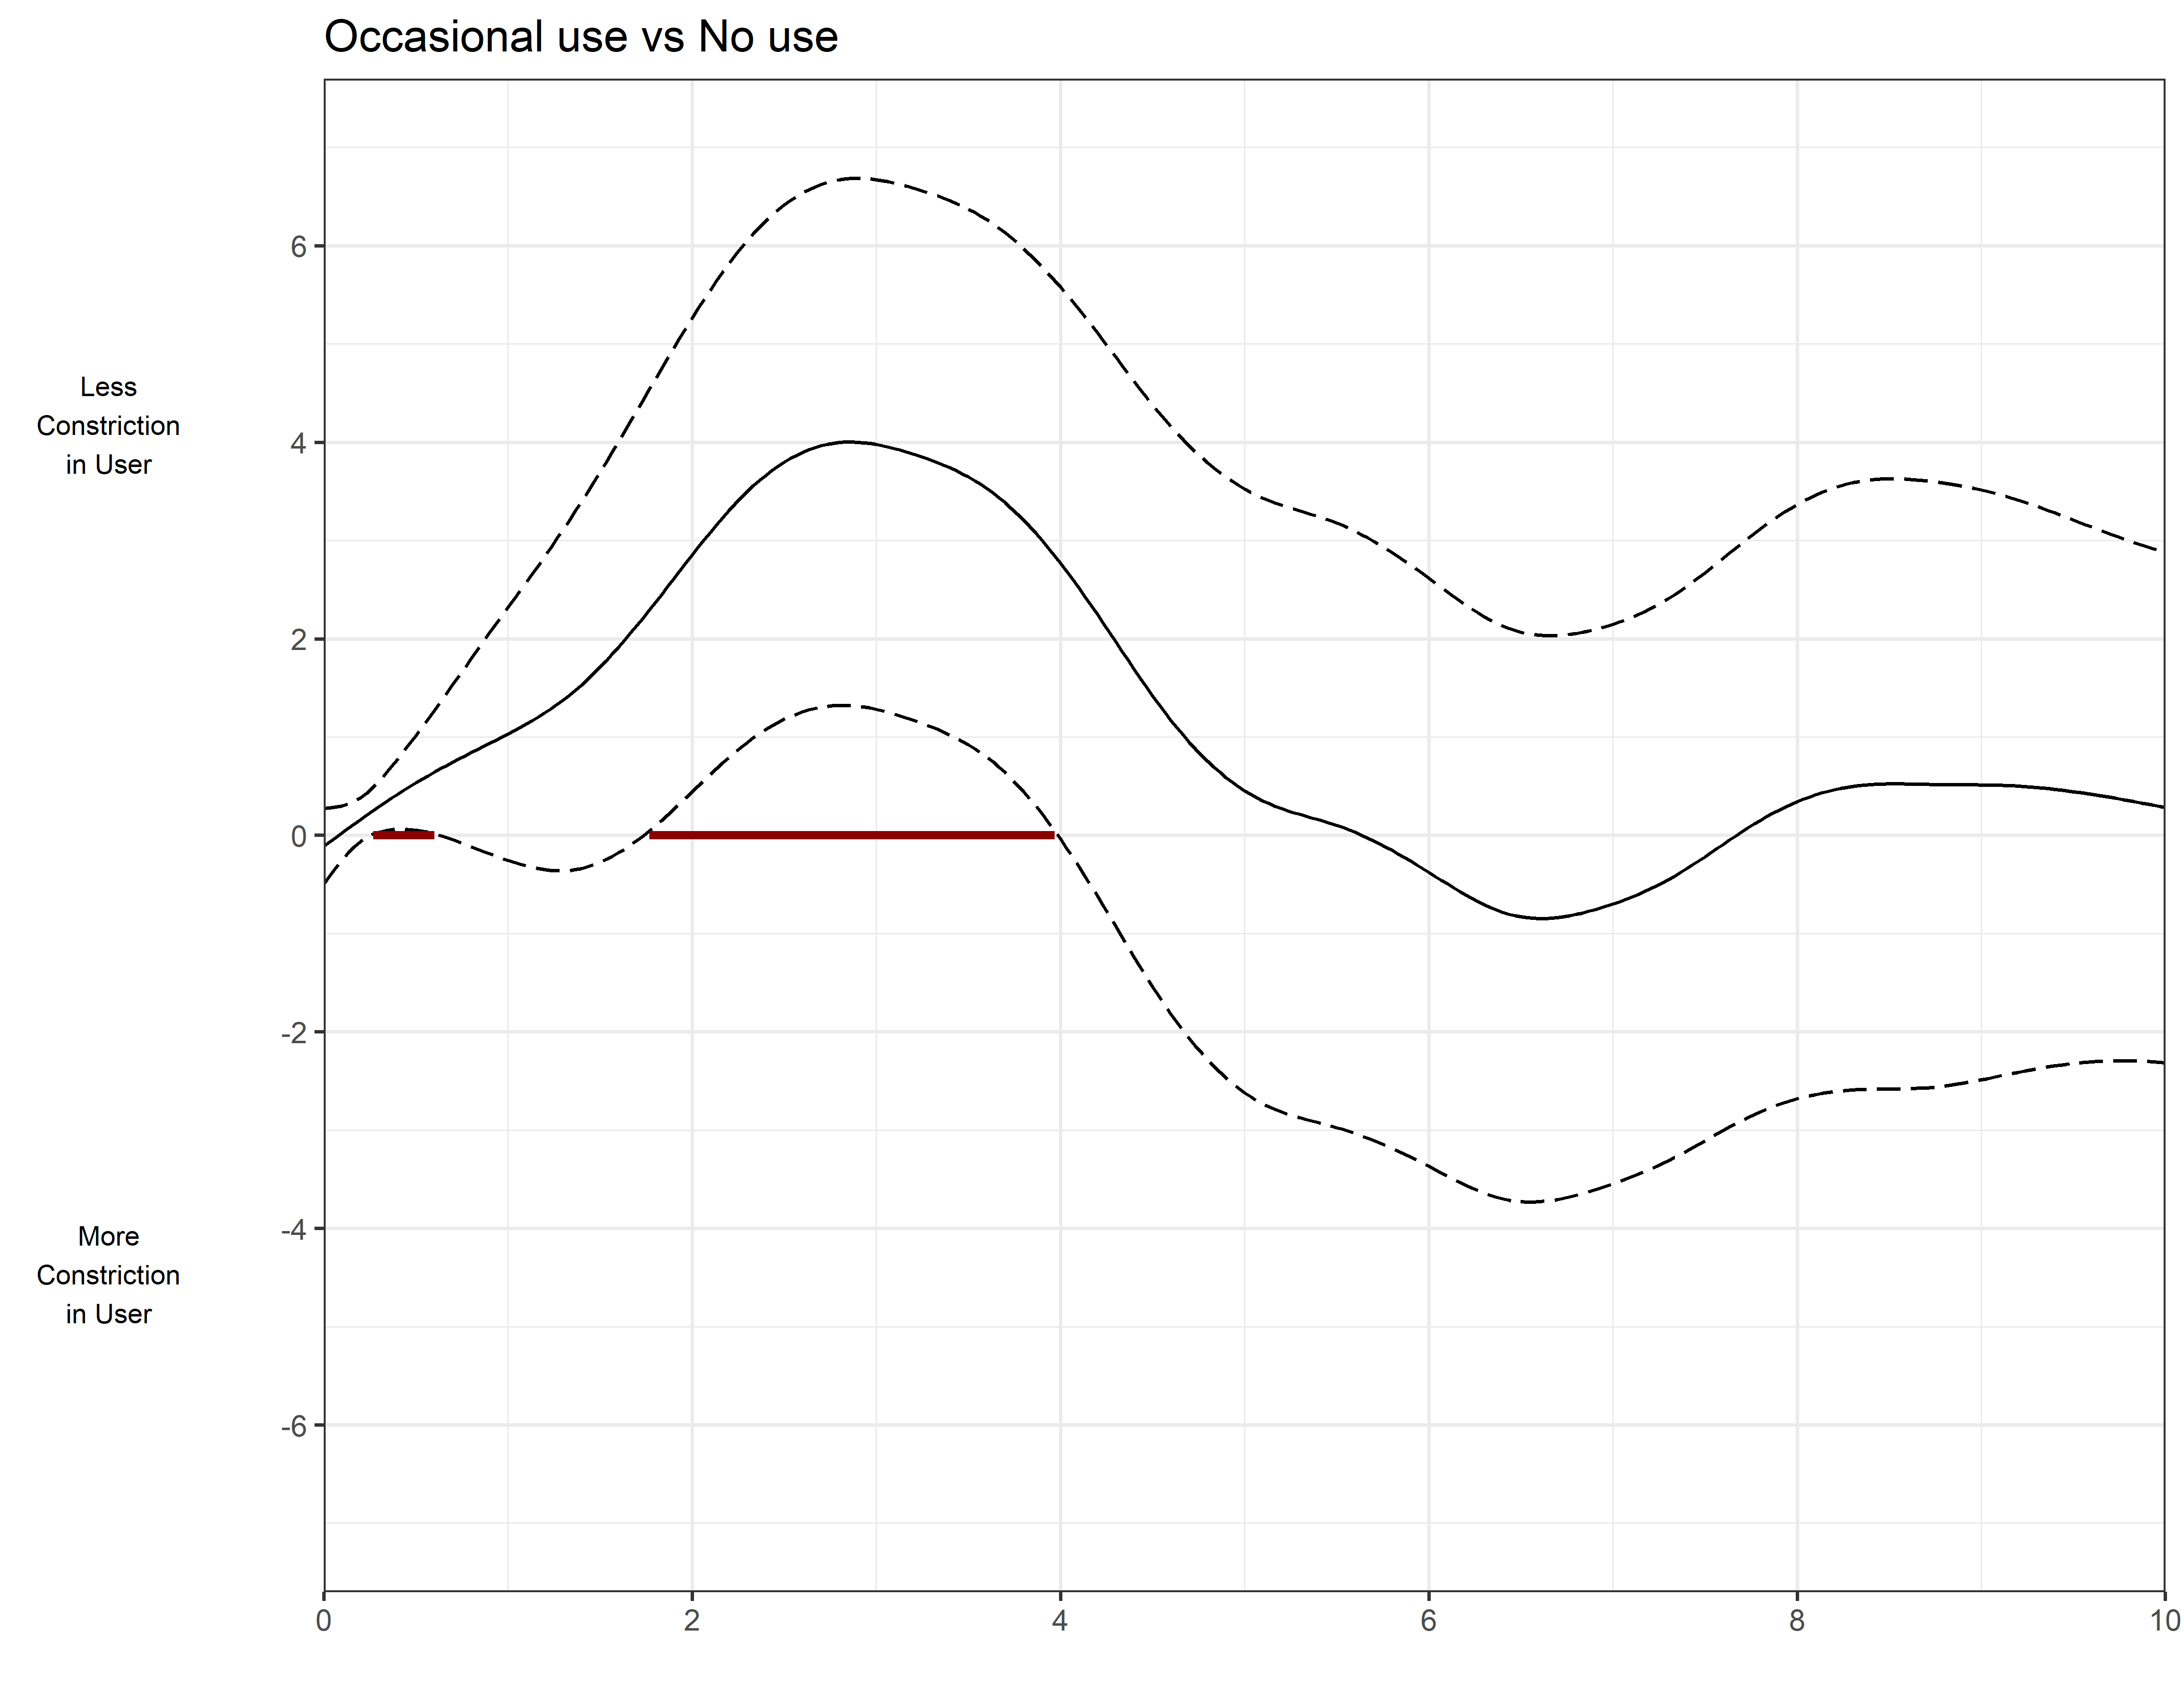 Occasional use vs No use
Less
Constriction
in User
More
Constriction
in User
6
4
2
0
-2
-4
-6
0 2 4 6 8 10